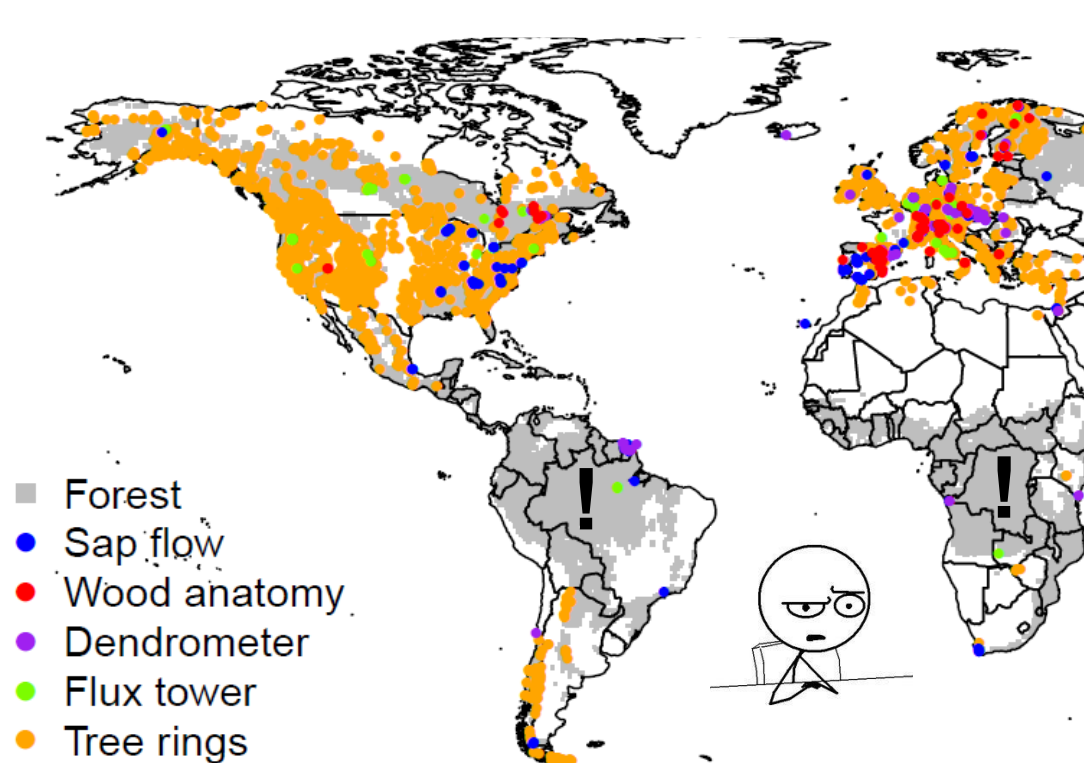 !
!
Forest
Sap flow
Wood anatomy
Dendrometer
Flux tower
Tree rings